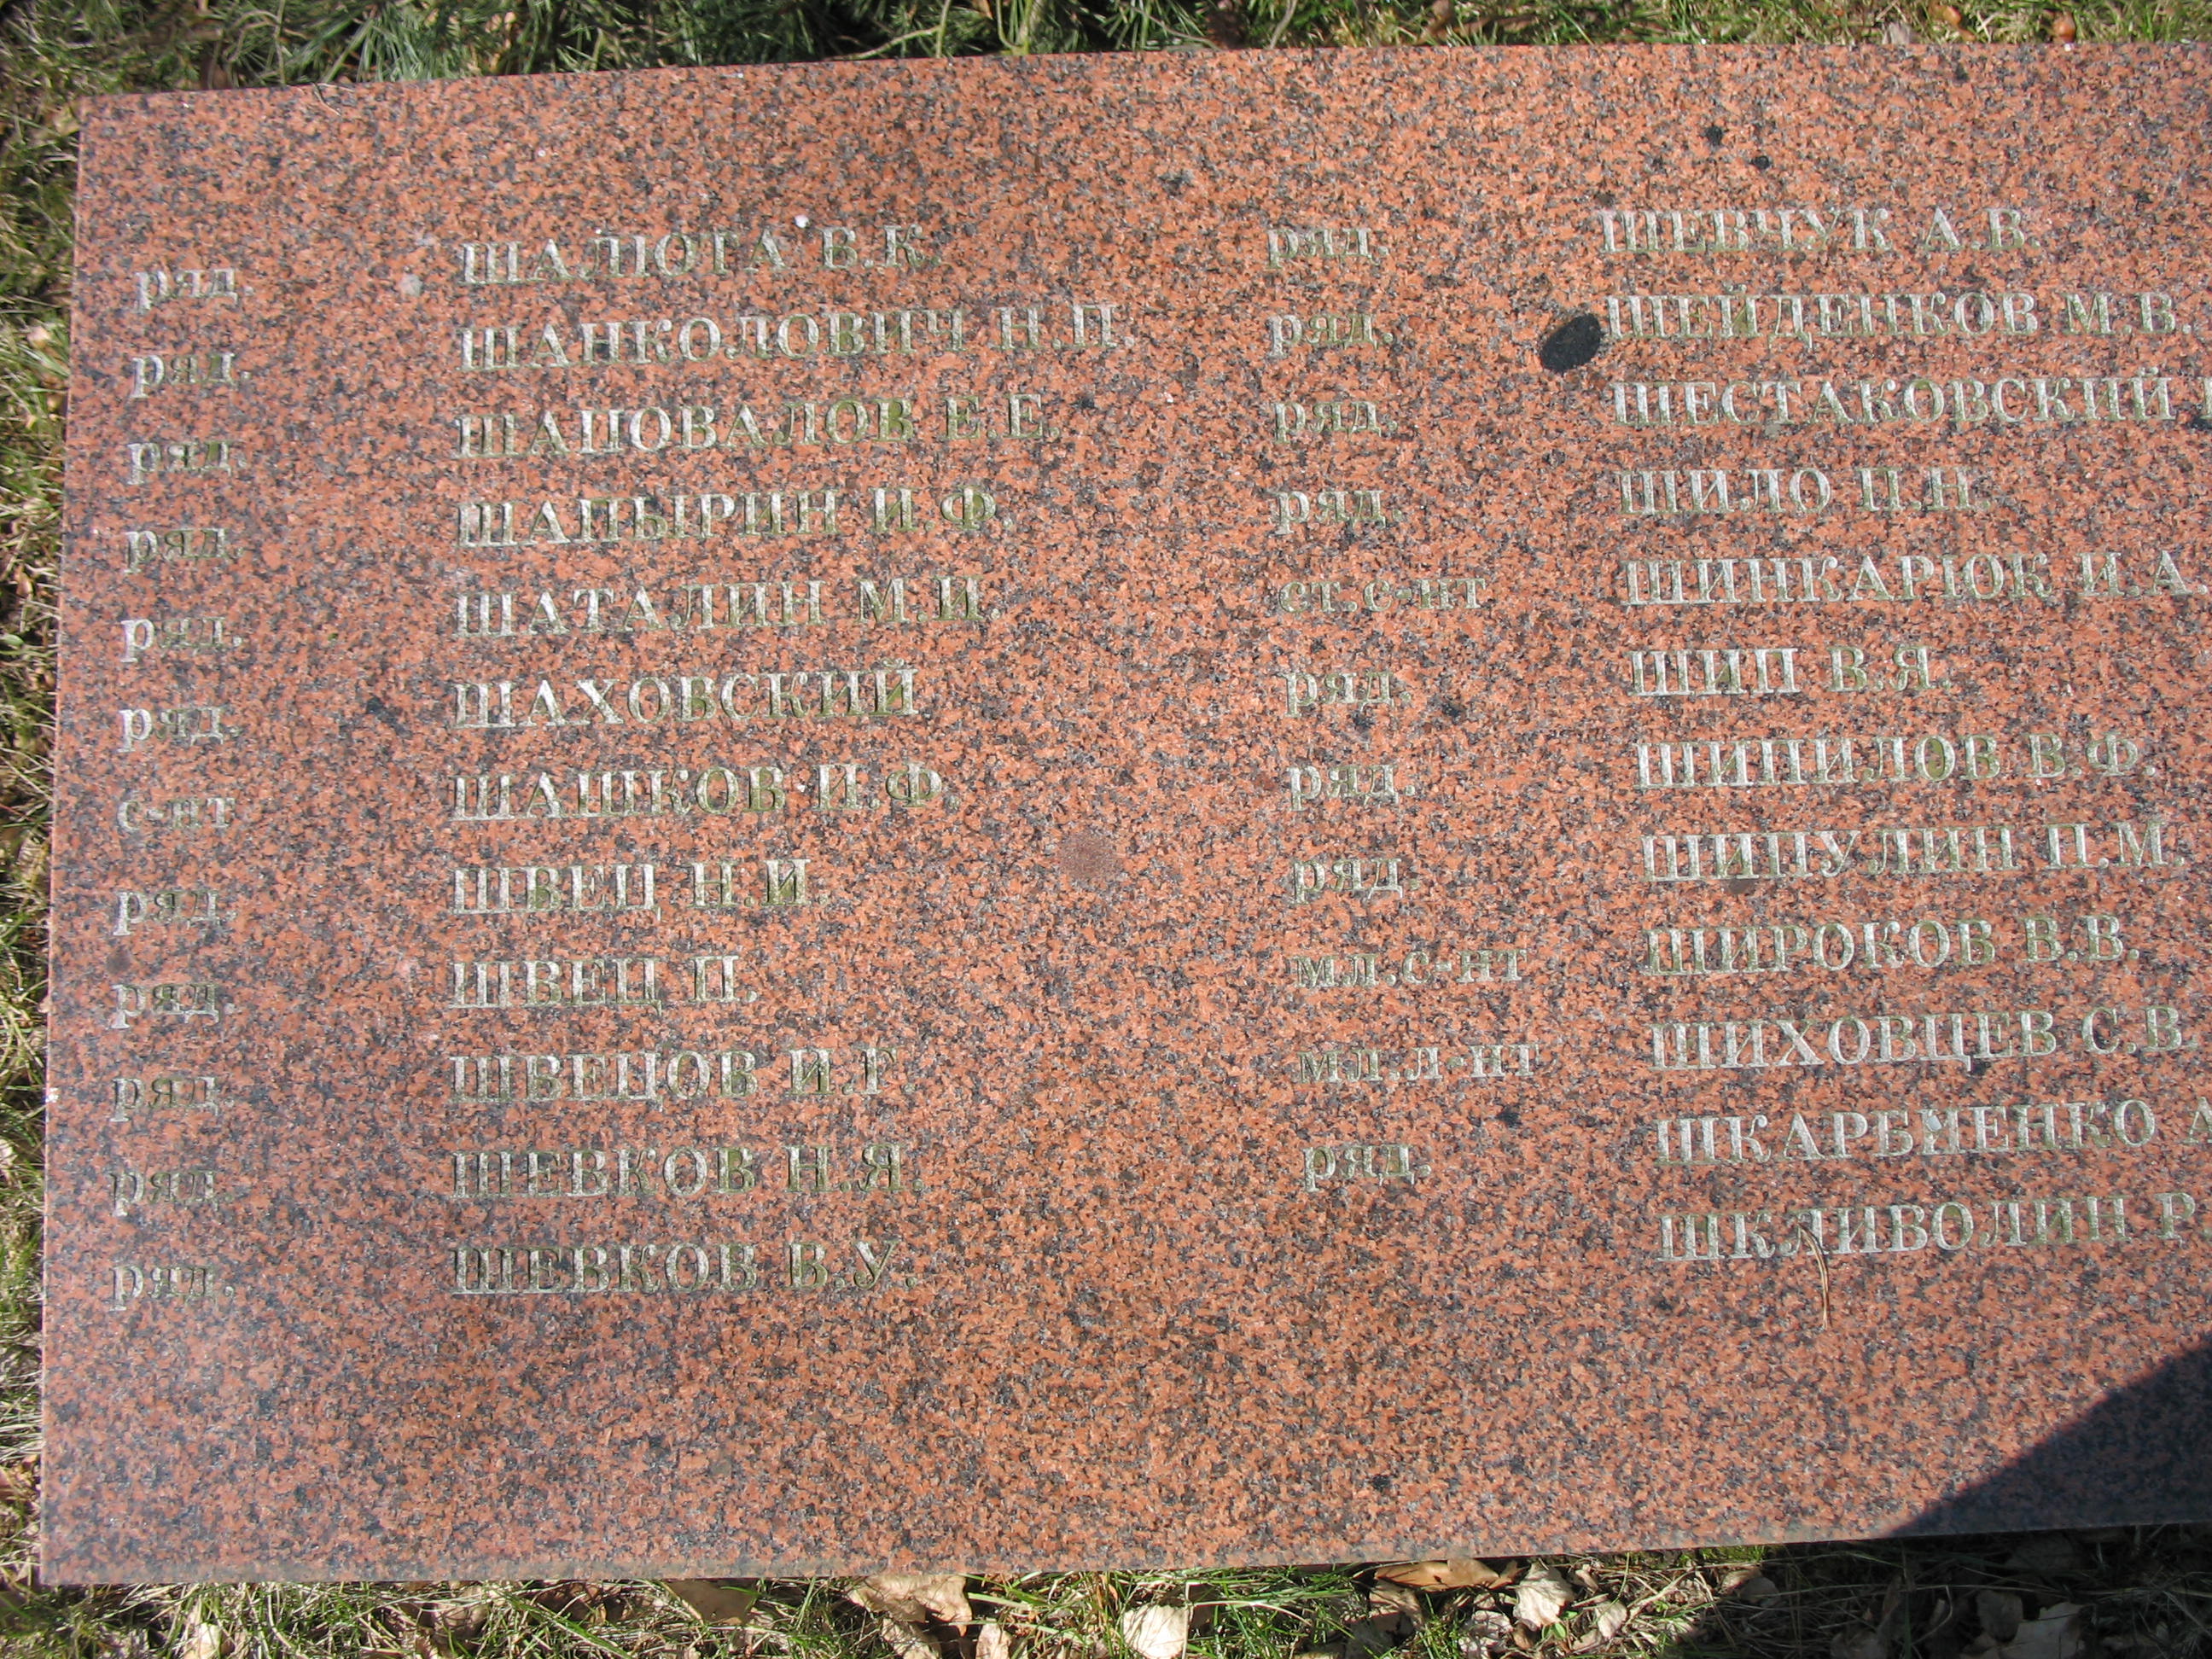 ряд. ШАЛЮТА В.К.
ряд. ШАНКОЛОВИЧ Н.П.
ряд. ШАПОВАЛОВ Е.Е.
ряд. ШАПЫРИН И.Ф.
ряд. ШАТАЛИН М.И.
ряд. ШАХОВСКИЙ
с-нт ШАШКОВ И.Ф.
ряд. ШВЕЦ Н.И.
ряд. ШВЕЦ П.
ряд. ШВЕЦОВ И.Г
ряд. ШЕВКОВ Н.Я.
ряд. ШЕВКОВ В.У.
ряд. ШЕВЧУК А.В.
ряд. ШЕЙДЕНКОВ М.В.
ряд. ШЕСТАКОВСКИЙ
ряд. ШИЛО П.Н.
ст.с-нт ШИНКАРЮК И.А.
ряд. ШИП В.Я.
ряд. ШИПИЛОВ В.Ф.
ряд. ШИПУЛИН П.М.
мл.с-нт ШИРОКОВ В.В.
мл.л-нт ШИХОВЦЕВ С.В.
ряд. ШКАРБИЕНКО А
ШКЛИВОЛИН Р